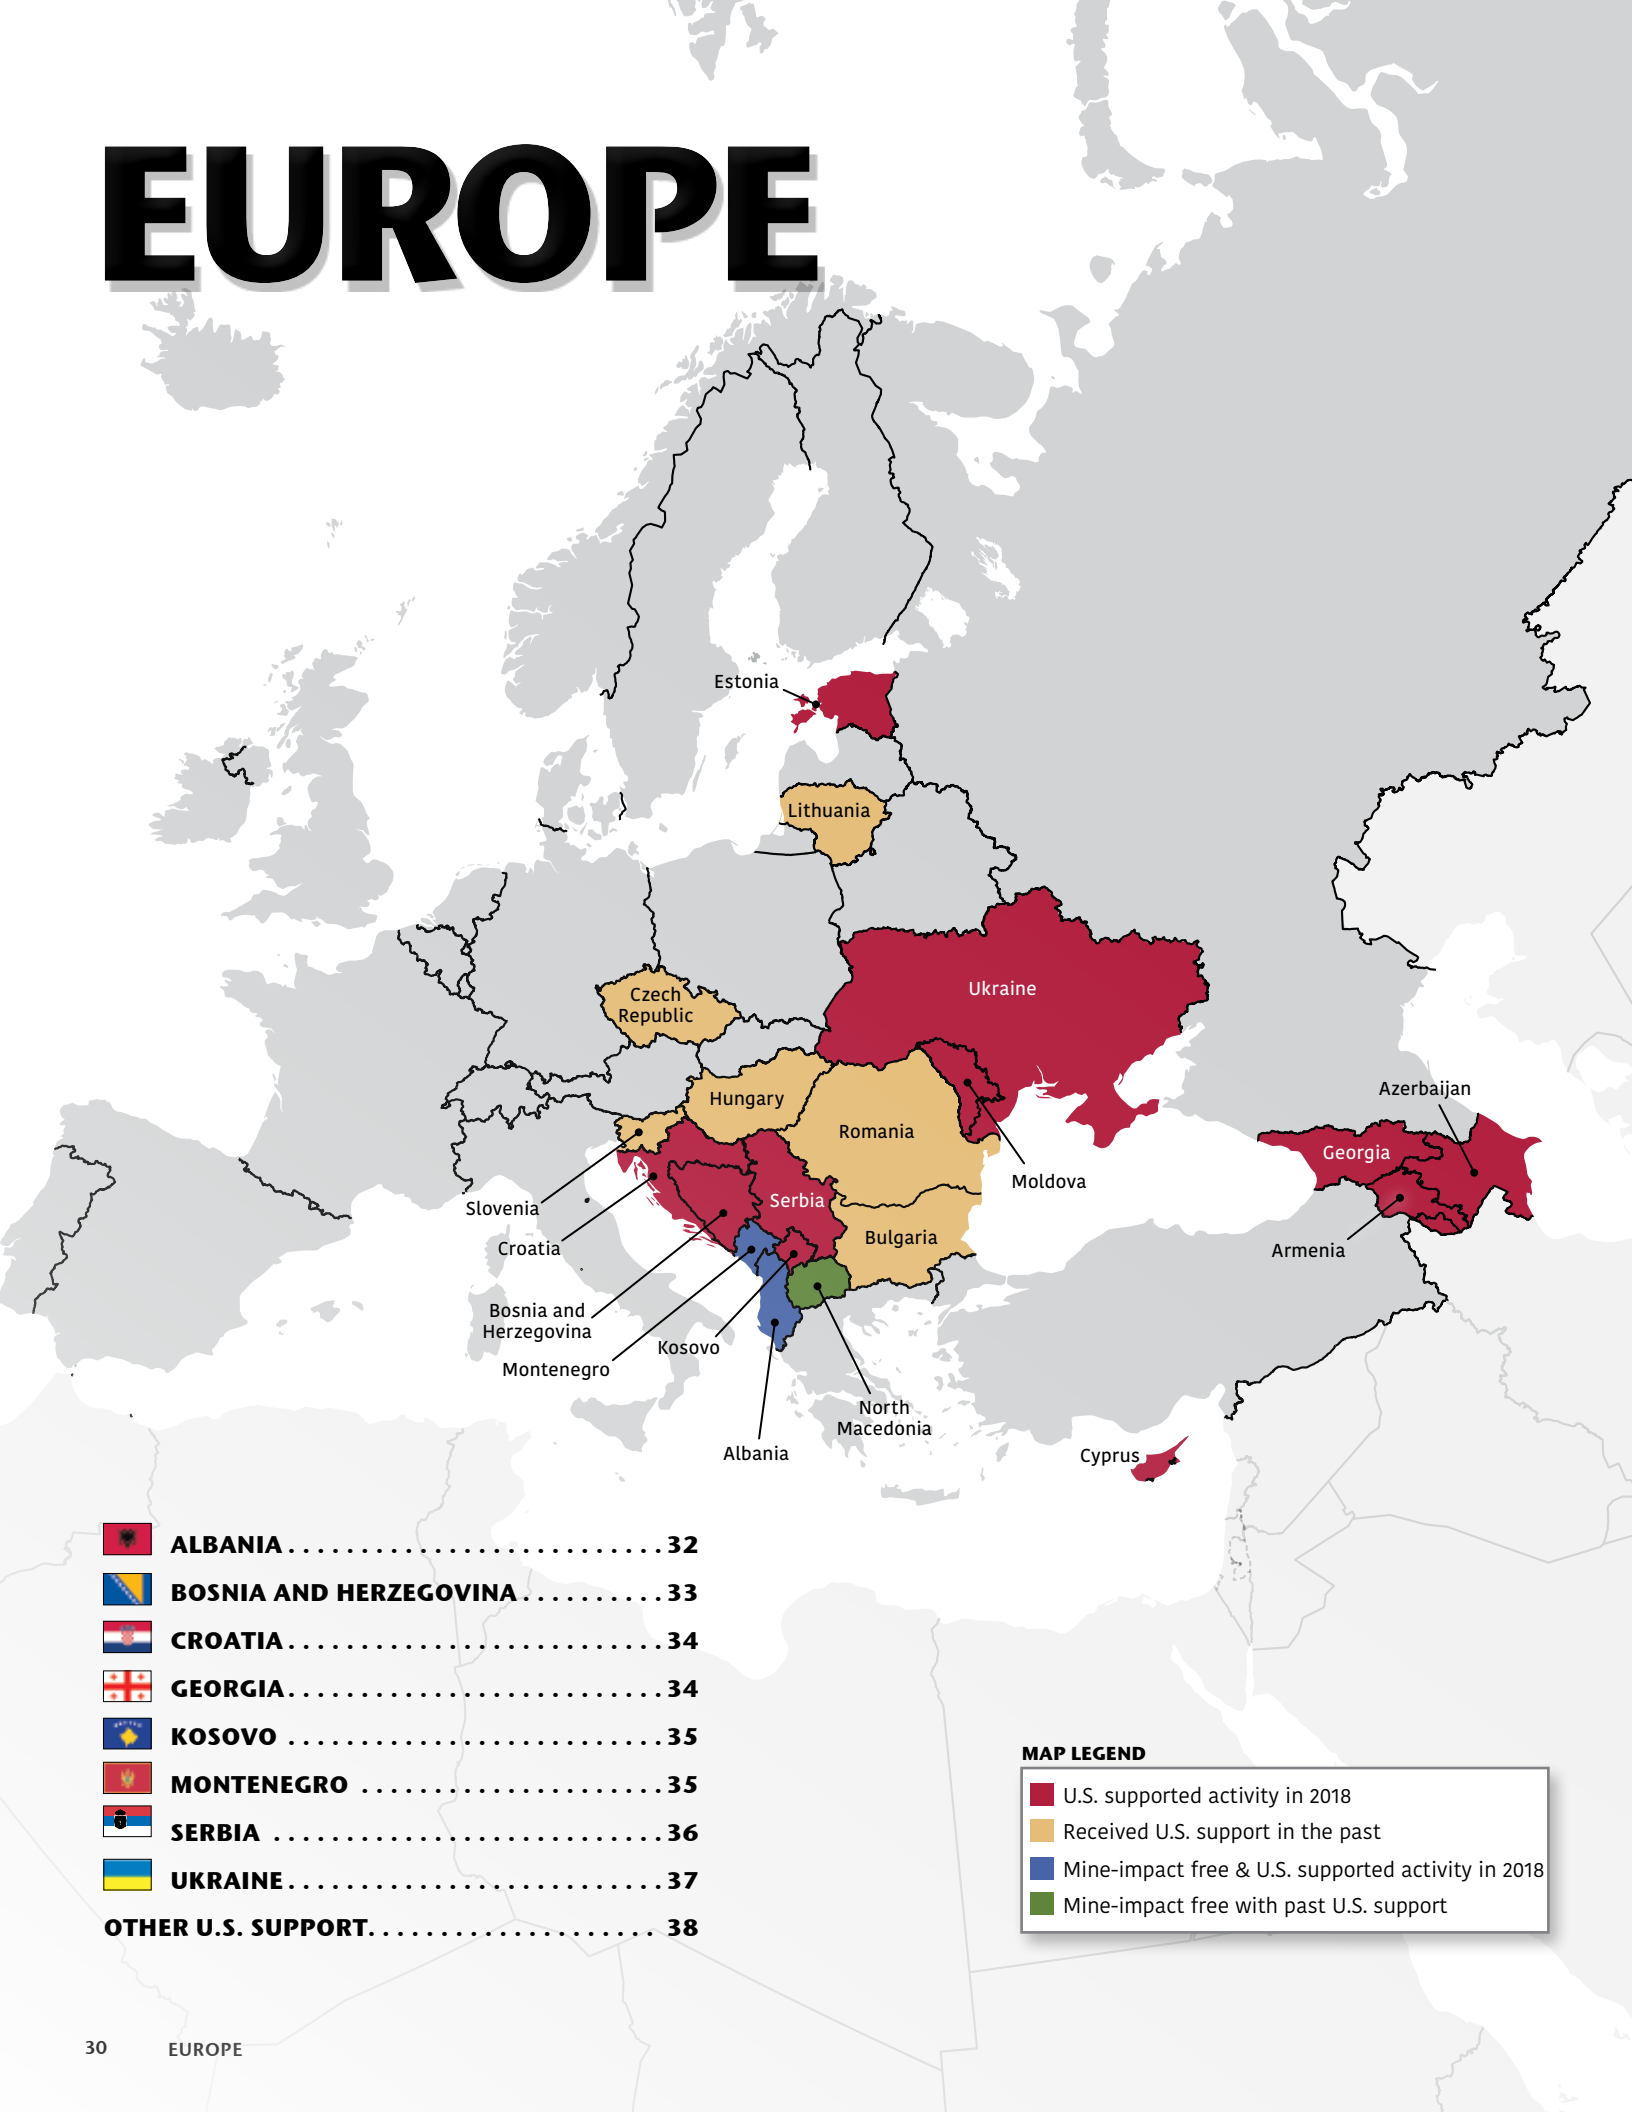 EUROPE
Estonia
Lithuania
Ukraine
Czech
Republic
Hungary
Romania
Moldova
Azerbaijan
Georgia
Armenia
Slovenia
Croatia
Serbia
Bulgaria
Bosnia and
Herzegovina
Kosovo
Montenegro
North
Macedonia
Albania
Cyprus
ALBANIA . . . . . . . . . . . . . . . . . . . . . . . . . . 32
BOSNIA AND HERZEGOVINA . . . . . . . . . . 33
CROATIA . . . . . . . . . . . . . . . . . . . . . . . . . . 34
GEORGIA . . . . . . . . . . . . . . . . . . . . . . . . . . 34
KOSOVO . . . . . . . . . . . . . . . . . . . . . . . . . . 35
MONTENEGRO . . . . . . . . . . . . . . . . . . . . . 35
SERBIA . . . . . . . . . . . . . . . . . . . . . . . . . . . 36
UKRAINE . . . . . . . . . . . . . . . . . . . . . . . . . . 37
OTHER U.S. SUPPORT. . . . . . . . . . . . . . . . . . . . 38
MAP LEGEND
U.S. supported activity in 2018
Received U.S. support in the past
Mine-impact free & U.S. supported activity in 2018
Mine-impact free with past U.S. support
30 EUROPE